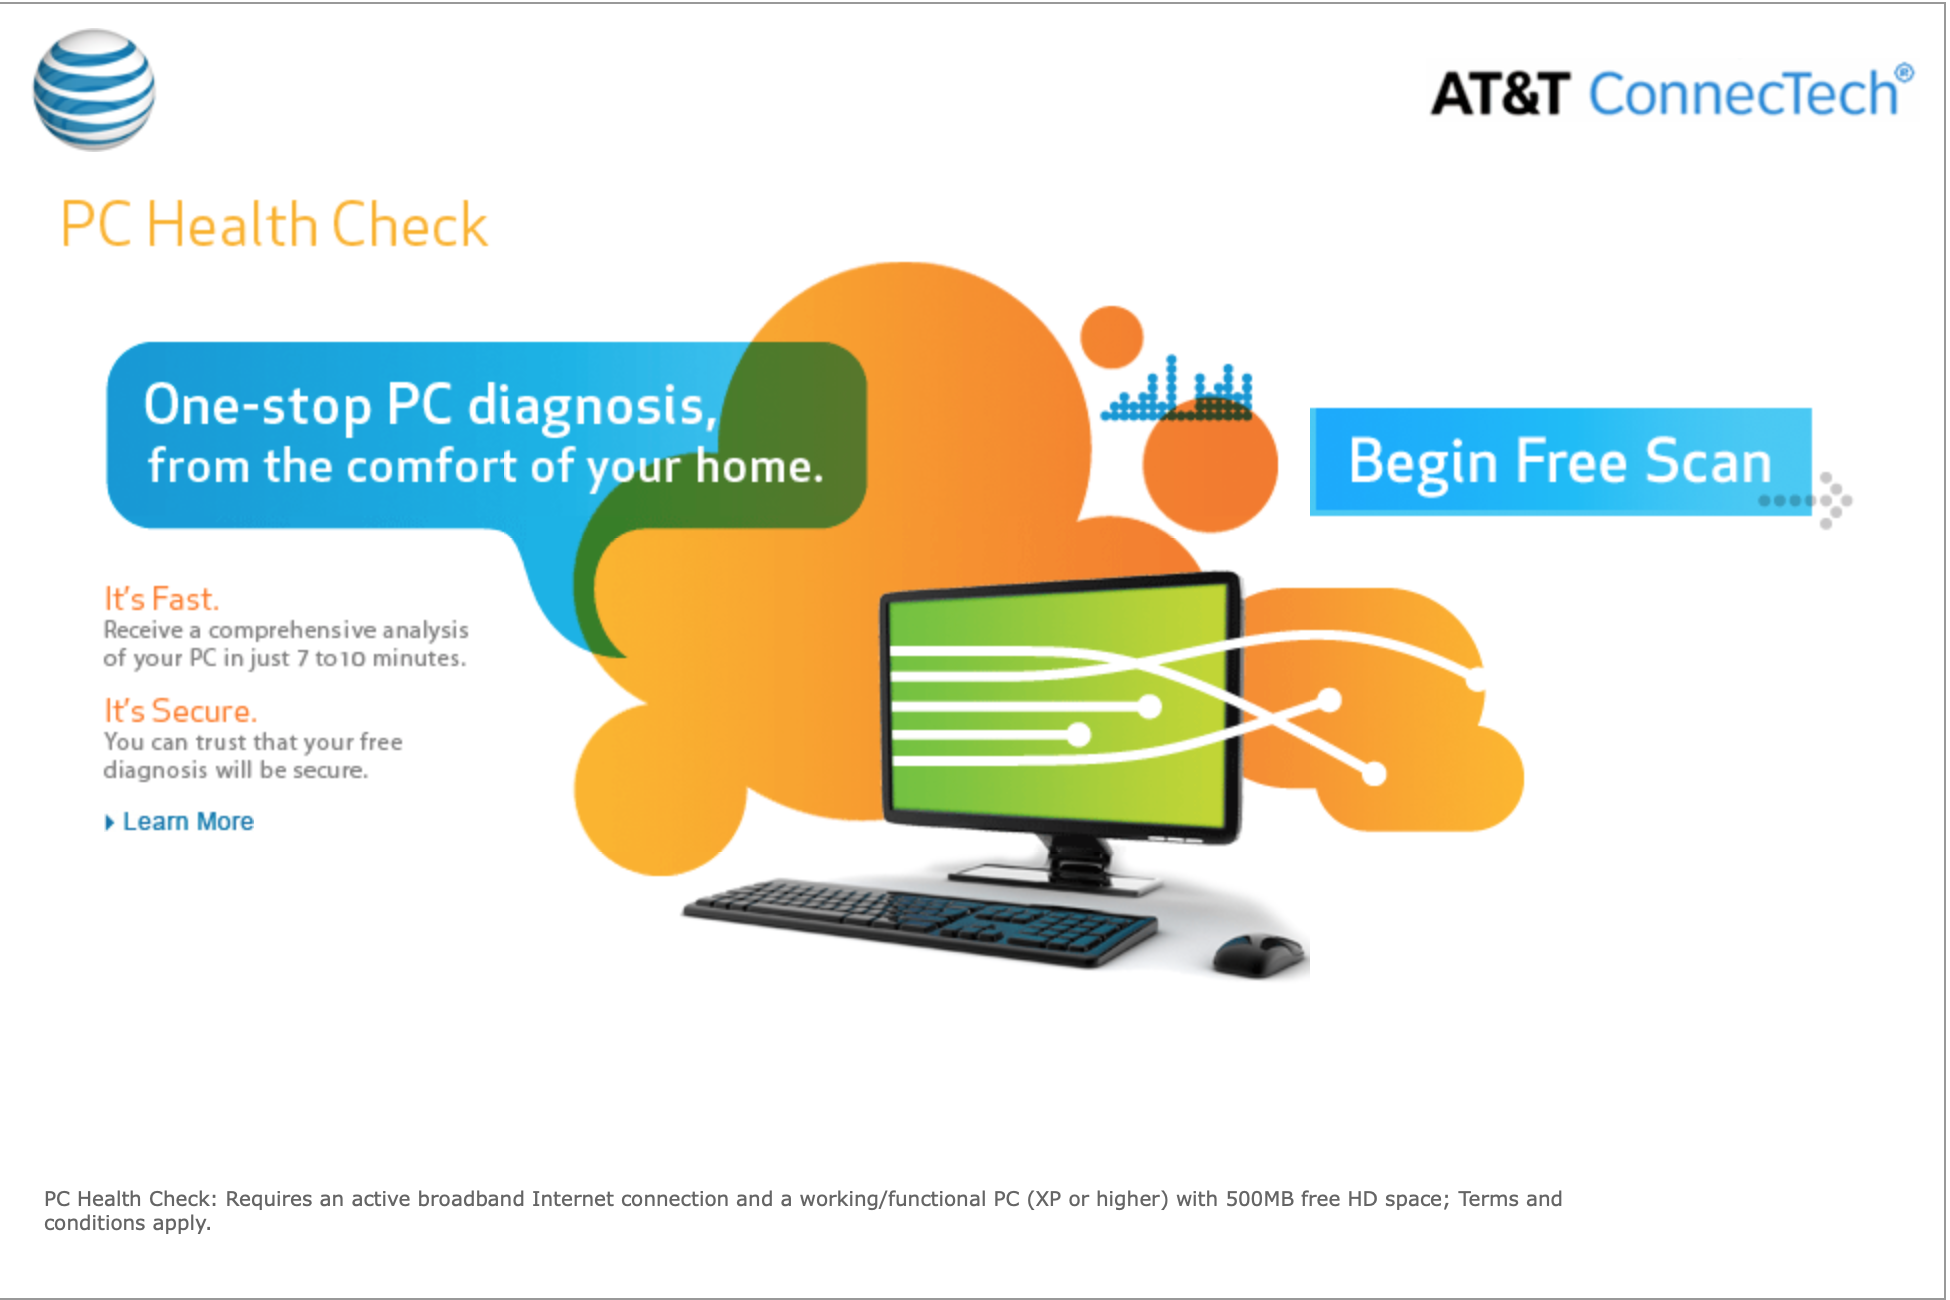 AT&T ConnecTech®
PC Health Check
One-stop PC diagnosis,
from the comfort of your home.
Begin Free Scan
It's Fast.
Receive a comprehensive analysis
of your PC in just 7 to10 minutes.
It's Secure.
You can trust that your free
diagnosis will be secure.
Learn More
PC Health Check: Requires an active broadband Internet connection and a working/functional PC (XP or higher) with 500MB free HD space; Terms and
conditions apply.